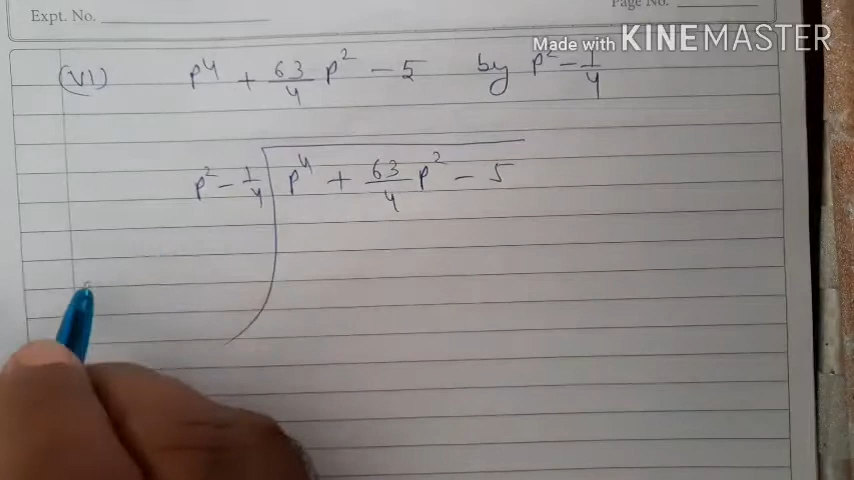 Expt. No.
Page No.
Made with KINEMASTER
(VI) p⁴ + 63/4 p² - 5 by p² - 1/4
p² - 1/4 p⁴ + 63/4 p² - 5